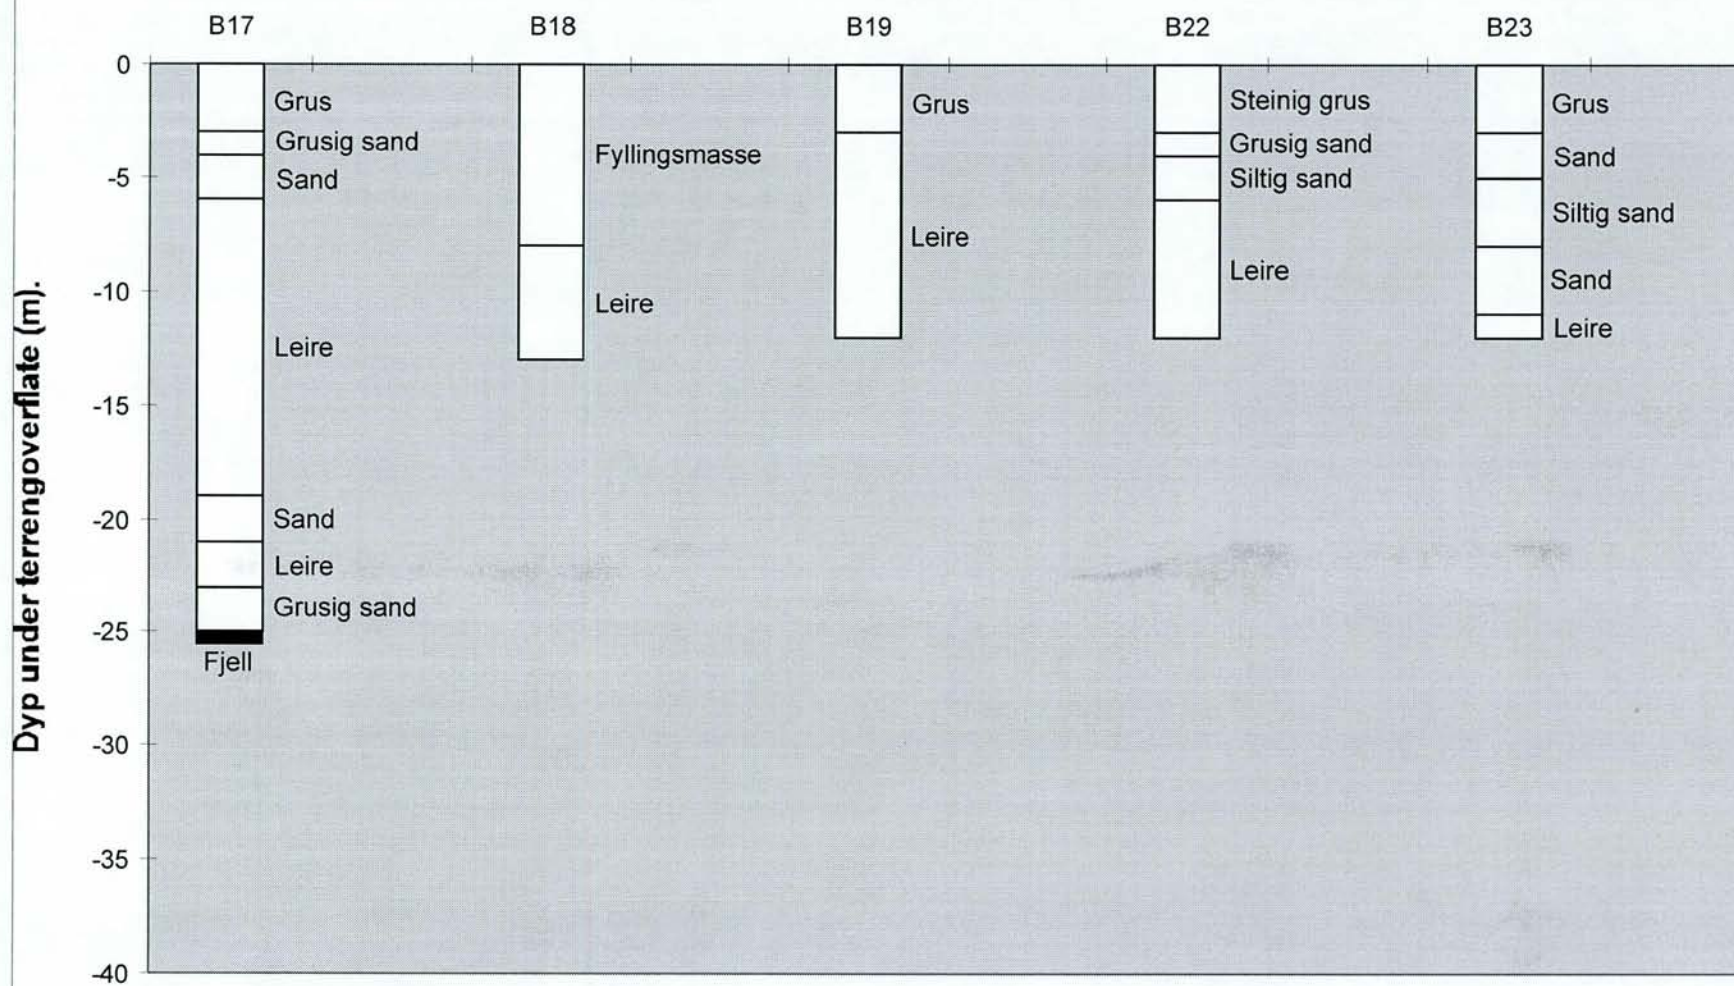 B17 B18 B19 B22 B23
0
-5
-10
-15
-20
-25
-30
-35
-40
Dyp under terrengoverflate (m).
Grus
Grusig sand
Sand
Leire
Sand
Leire
Grusig sand
Fjell
Fyllingsmasse
Leire
Grus
Leire
Steinig grus
Grusig sand
Siltig sand
Leire
Grus
Sand
Siltig sand
Sand
Leire